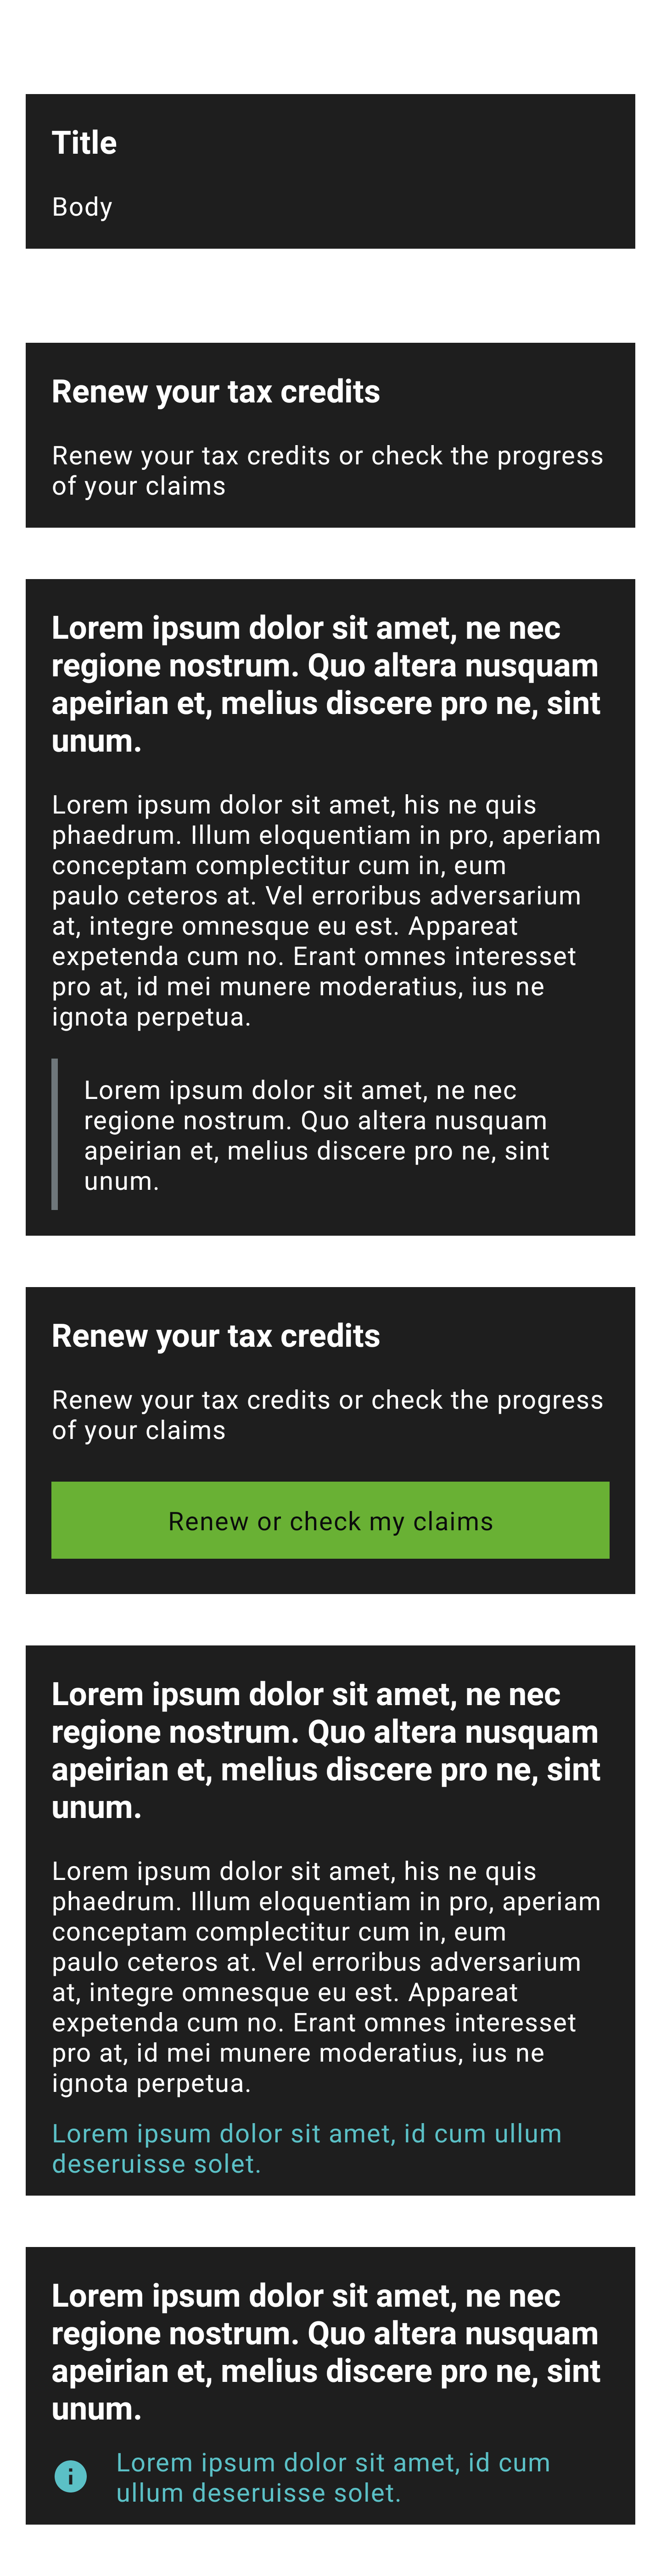 Title
Body
Renew your tax credits
Renew your tax credits or check the progress
of your claims
Lorem ipsum dolor sit amet, ne nec
regione nostrum. Quo altera nusquam
apeirian et, melius discere pro ne, sint
unum.
Lorem ipsum dolor sit amet, his ne quis
phaedrum. Illum eloquentiam in pro, aperiam
conceptam complectitur cum in, eum
paulo ceteros at. Vel erroribus adversarium
at, integre omnesque eu est. Appareat
expetenda cum no. Erant omnes interesset
pro at, id mei munere moderatius, ius ne
ignota perpetua.
Lorem ipsum dolor sit amet, ne nec
regione nostrum. Quo altera nusquam
apeirian et, melius discere pro ne, sint
unum.
Renew your tax credits
Renew your tax credits or check the progress
of your claims
Renew or check my claims
Lorem ipsum dolor sit amet, ne nec
regione nostrum. Quo altera nusquam
apeirian et, melius discere pro ne, sint
unum.
Lorem ipsum dolor sit amet, his ne quis
phaedrum. Illum eloquentiam in pro, aperiam
conceptam complectitur cum in, eum
paulo ceteros at. Vel erroribus adversarium
at, integre omnesque eu est. Appareat
expetenda cum no. Erant omnes interesset
pro at, id mei munere moderatius, ius ne
ignota perpetua.
Lorem ipsum dolor sit amet, id cum ullum
deseruisse solet.
Lorem ipsum dolor sit amet, ne nec
regione nostrum. Quo altera nusquam
apeirian et, melius discere pro ne, sint
unum.
Lorem ipsum dolor sit amet, id cum
ullum deseruisse solet.